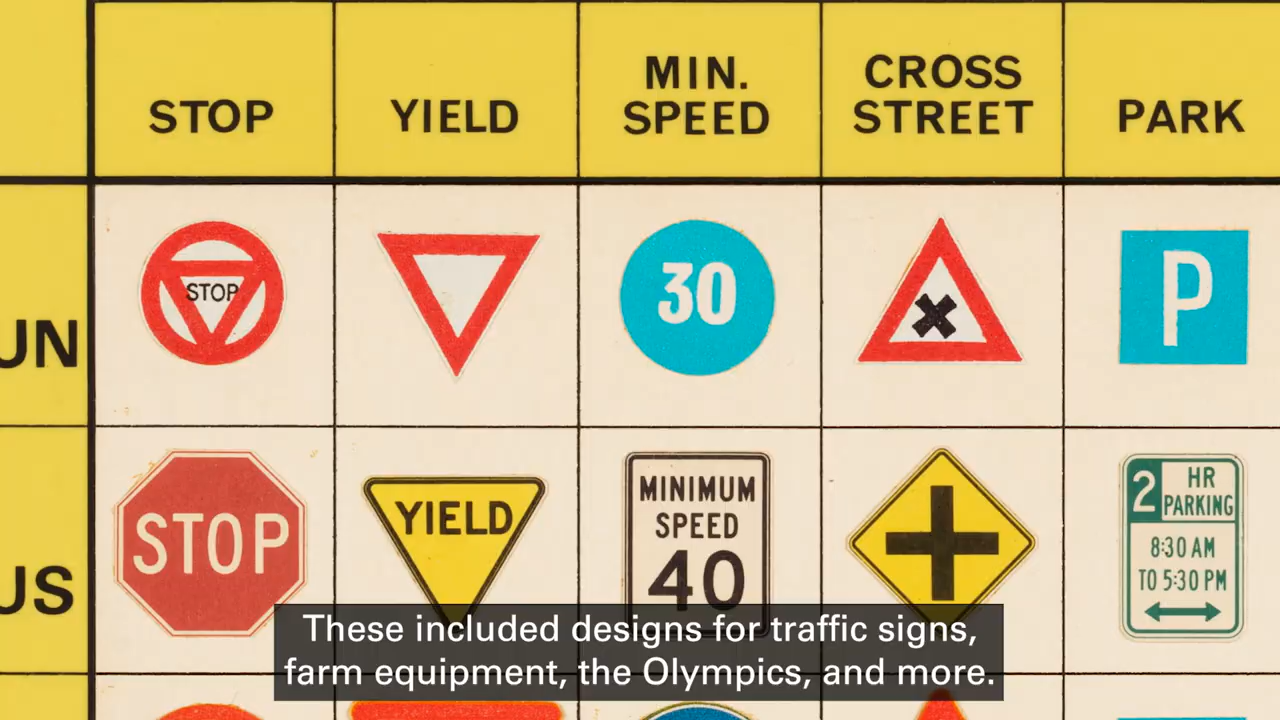 STOP
YIELD
MIN.
SPEED
CROSS
STREET
PARK
UN
STOP
30
P
US
STOP
YIELD
MINIMUM
SPEED
40
2 HR
PARKING
8:30 AM
TO 5:30 PM
These included designs for traffic signs,
farm equipment, the Olympics, and more.